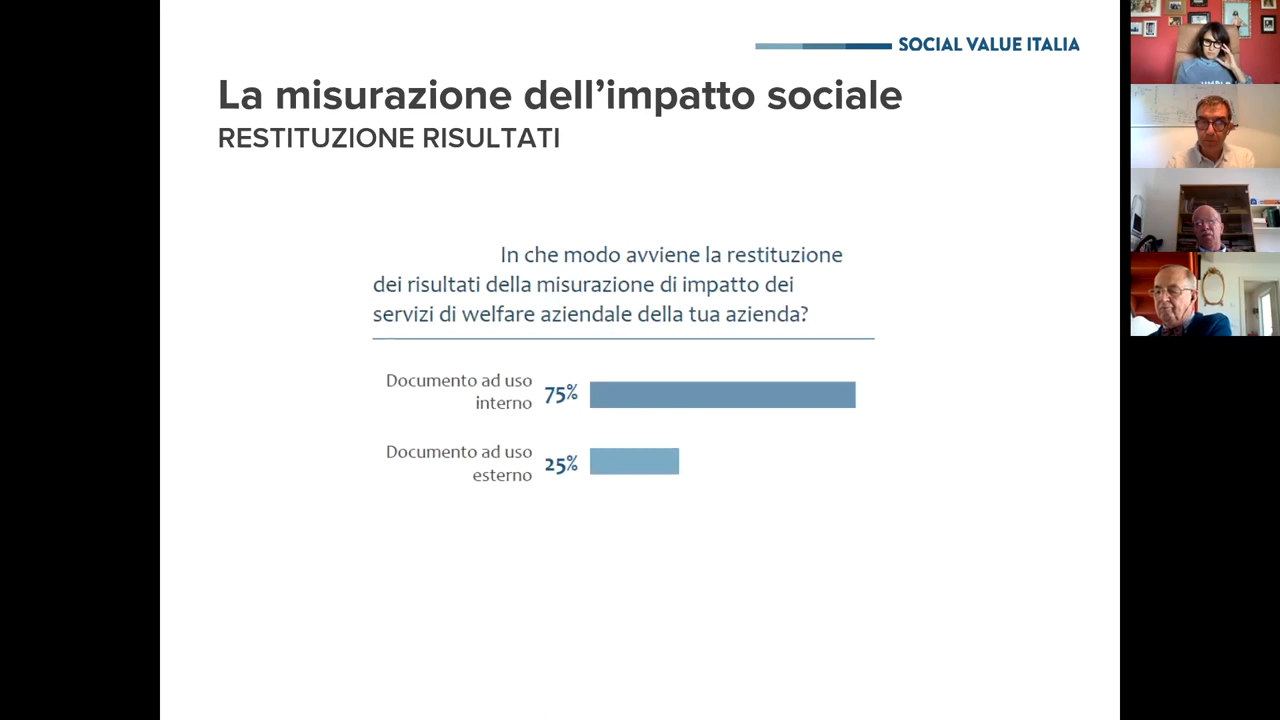 SOCIAL VALUE ITALIA
La misurazione dell’impatto sociale
RESTITUZIONE RISULTATI
In che modo avviene la restituzione
dei risultati della misurazione di impatto dei
servizi di welfare aziendale della tua azienda?
Documento ad uso
interno
75%
Documento ad uso
esterno
25%